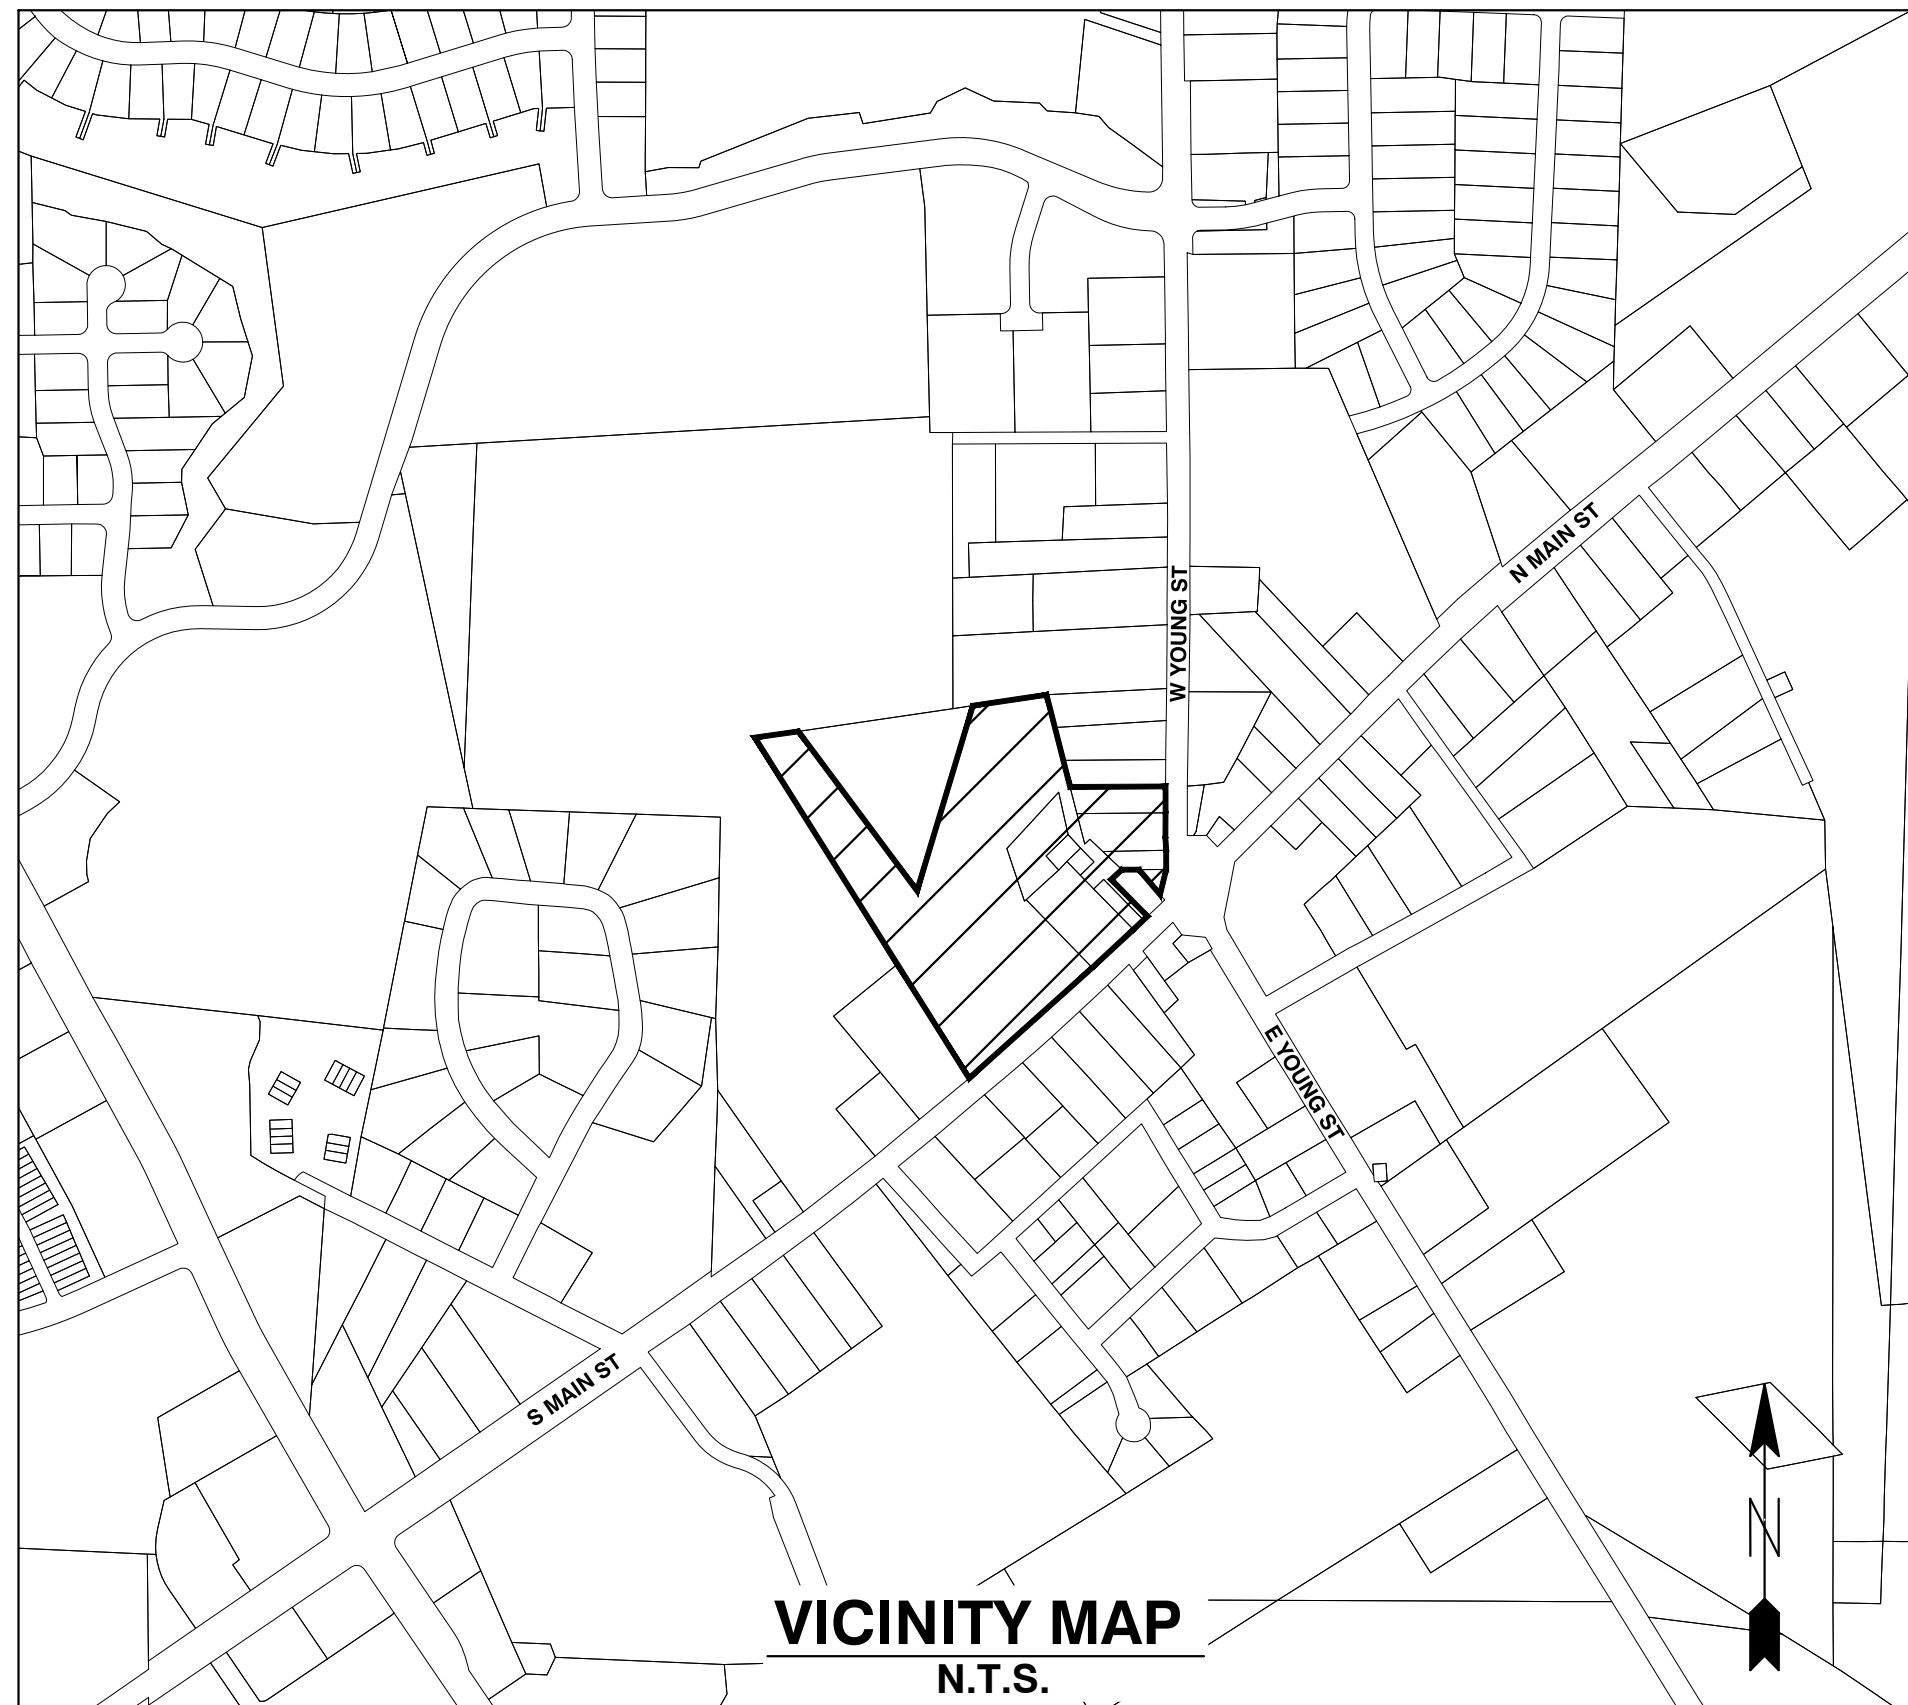 N MAIN ST
W YOUNG ST
E YOUNG ST
S MAIN ST
N
VICINITY MAP
N.T.S.